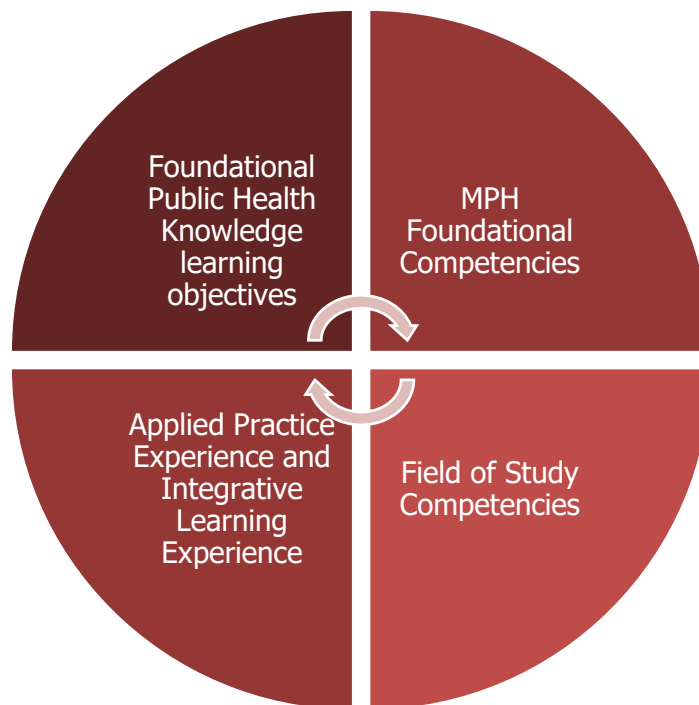 Foundational
Public Health
Knowledge
learning
objectives
MPH
Foundational
Competencies
Applied Practice
Experience and
Integrative
Learning
Experience
Field of Study
Competencies